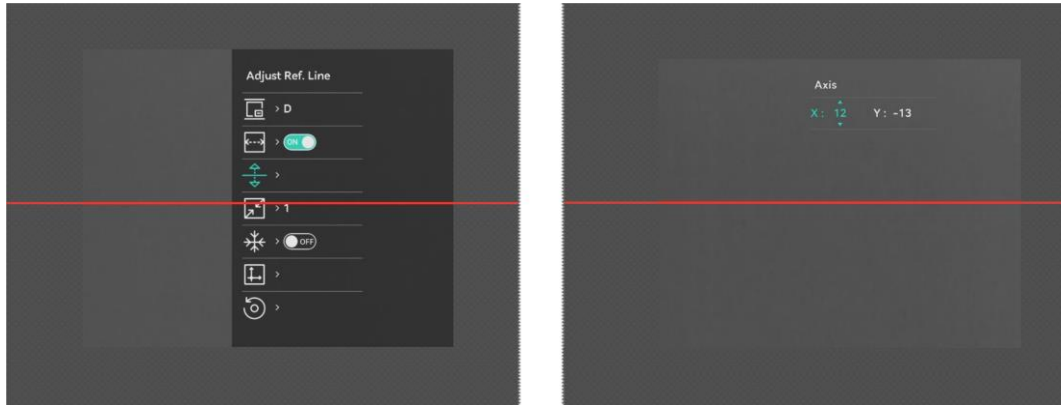 Adjust Ref. Line
> D
> ON
>
> 1
> OFF
>
>
Axis
X: 12 Y: -13